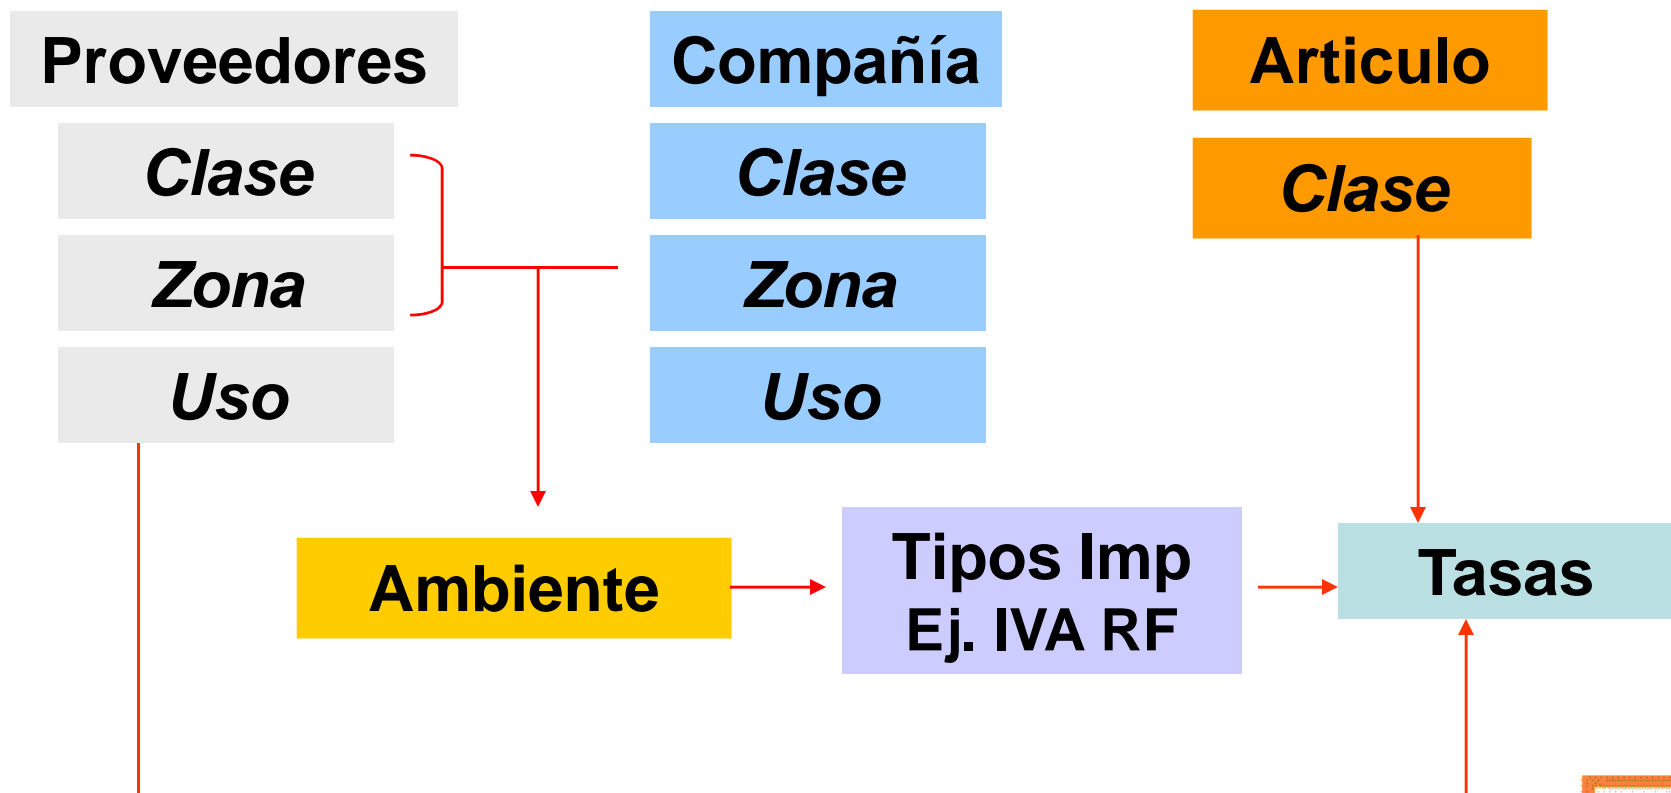 Proveedores
Clase
Zona
Uso
Compañía
Clase
Zona
Uso
Articulo
Clase
Ambiente
Tipos Imp
Ej. IVA RF
Tasas